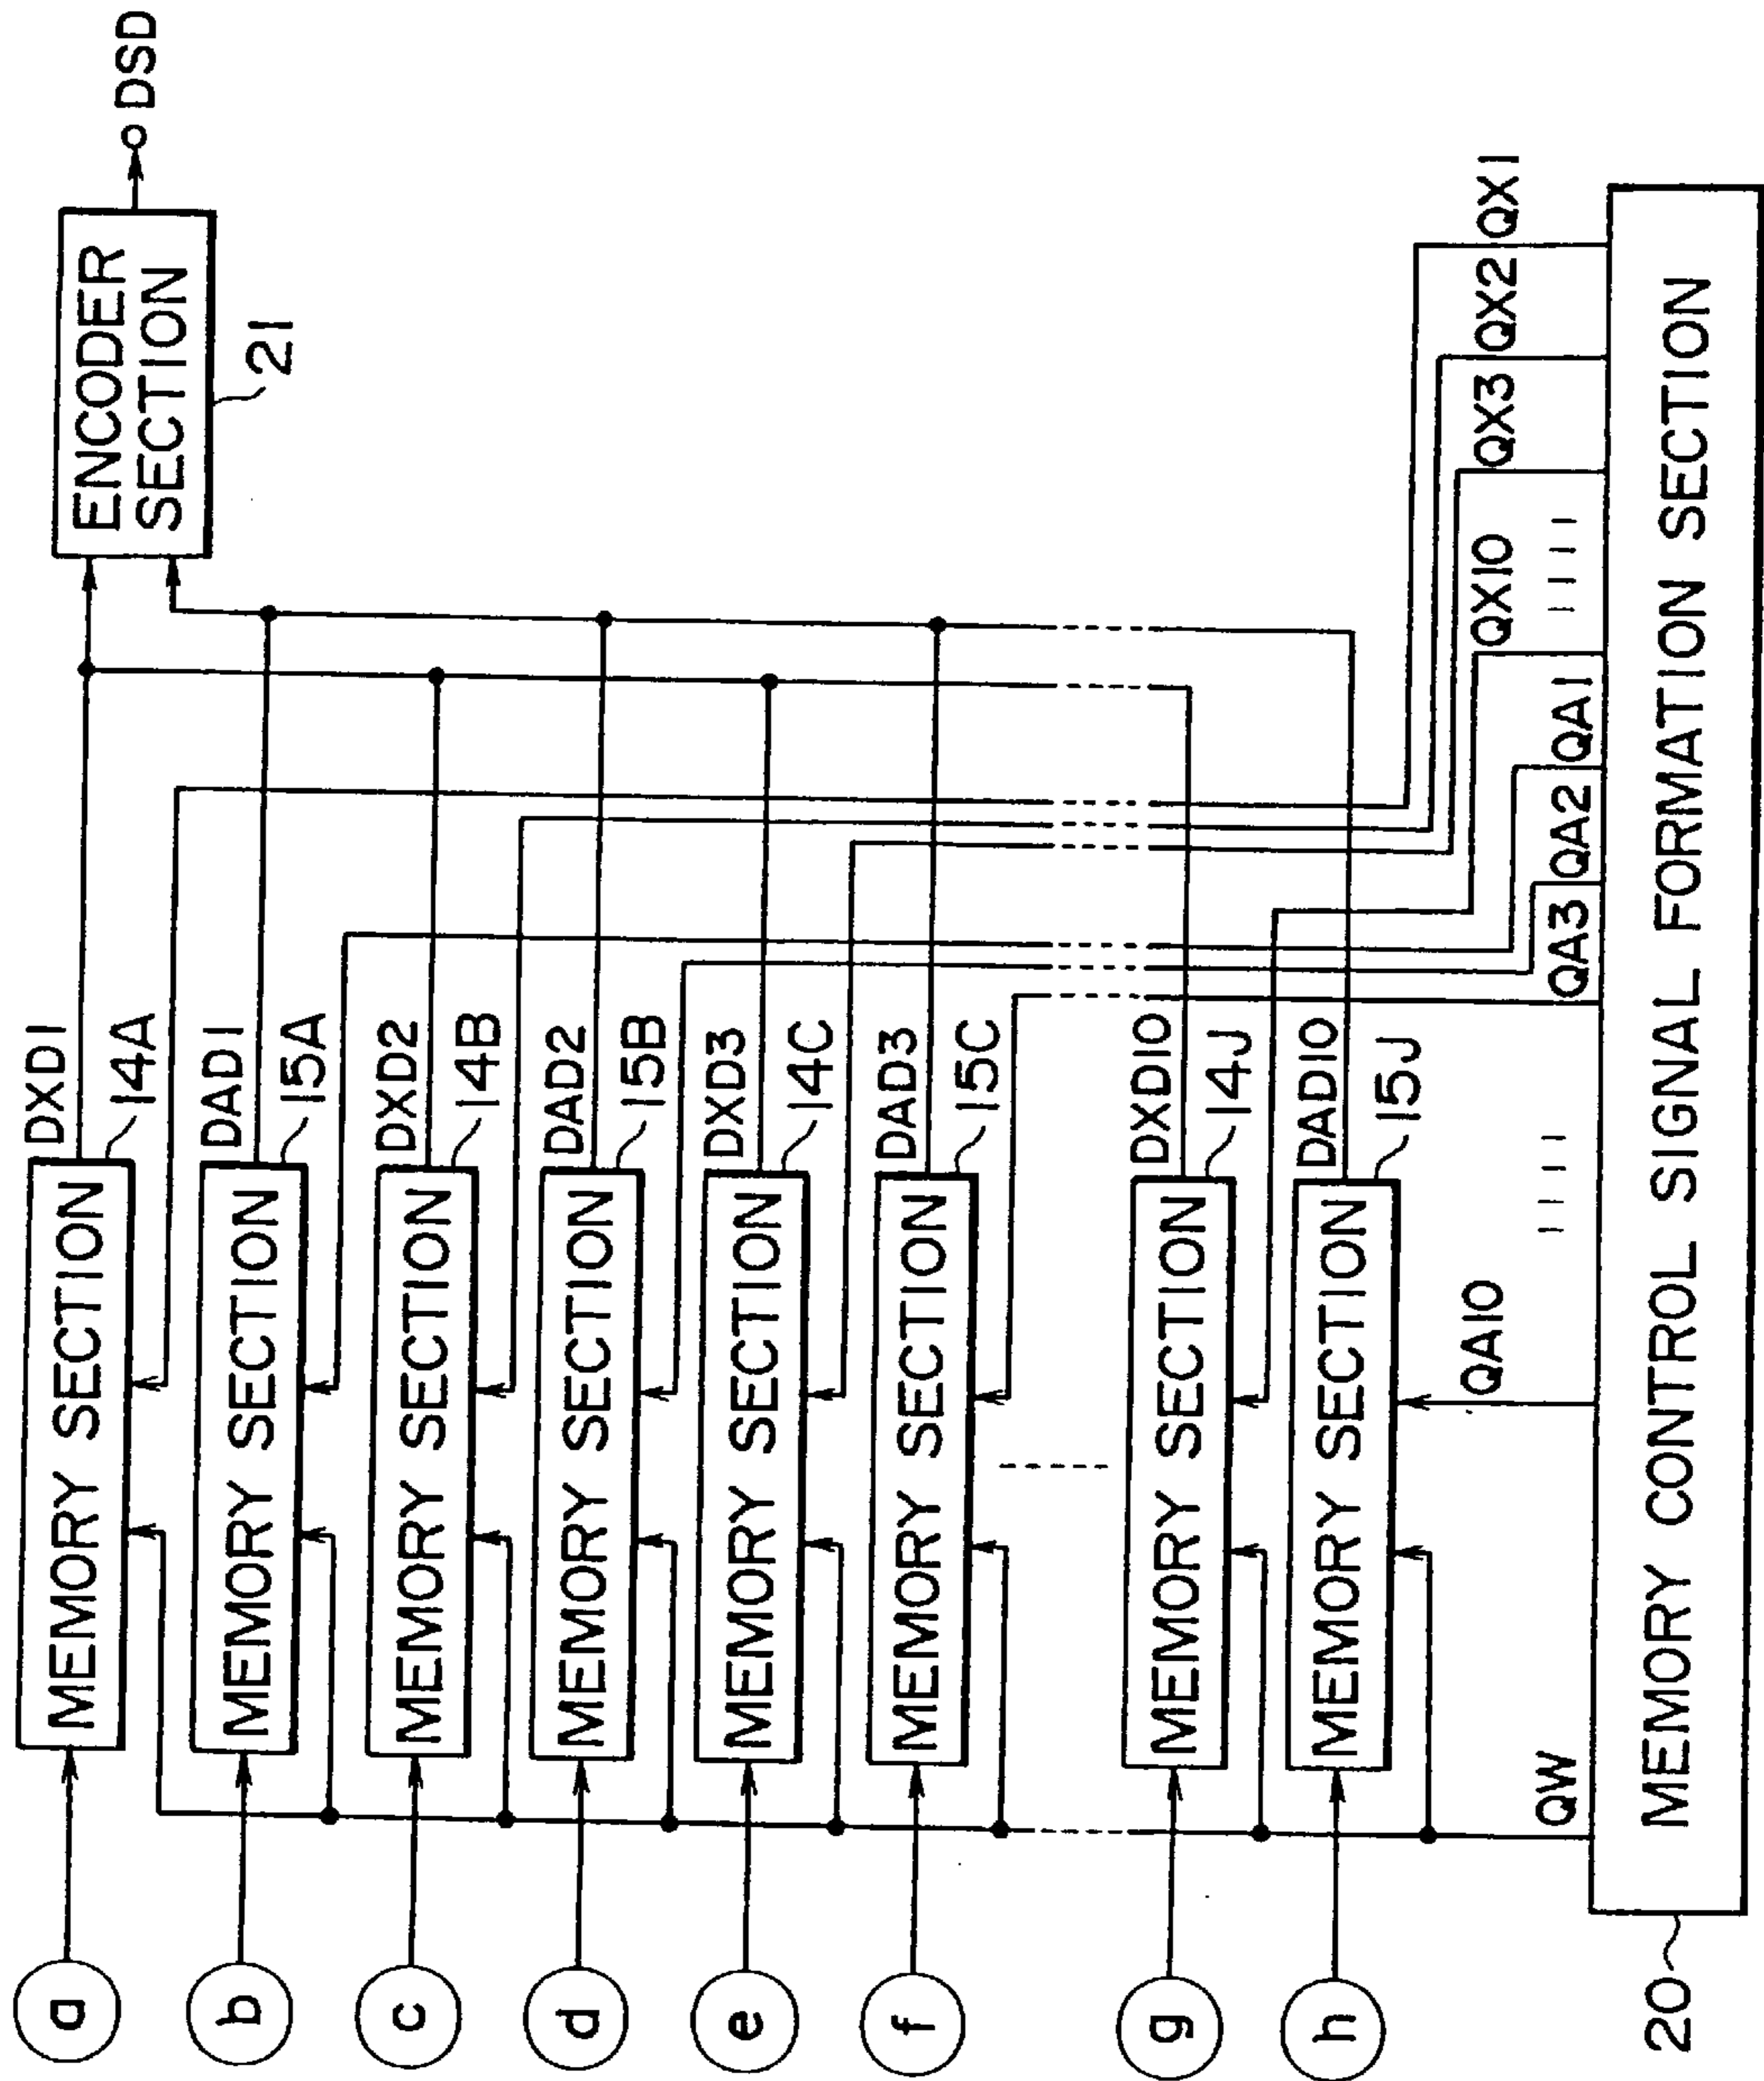 DSD
ENCODER
SECTION
21
a
MEMORY SECTION
DXD1
14A
b
MEMORY SECTION
DAD1
15A
c
MEMORY SECTION
DXD2
14B
d
MEMORY SECTION
DAD2
15B
e
MEMORY SECTION
DXD3
14C
f
MEMORY SECTION
DAD3
15C
g
MEMORY SECTION
DXD10
14J
h
MEMORY SECTION
DAD10
15J
QW
QA10
QA3
QA2
QA1
QX10
QX3
QX2
QX1
MEMORY CONTROL SIGNAL FORMATION SECTION
20